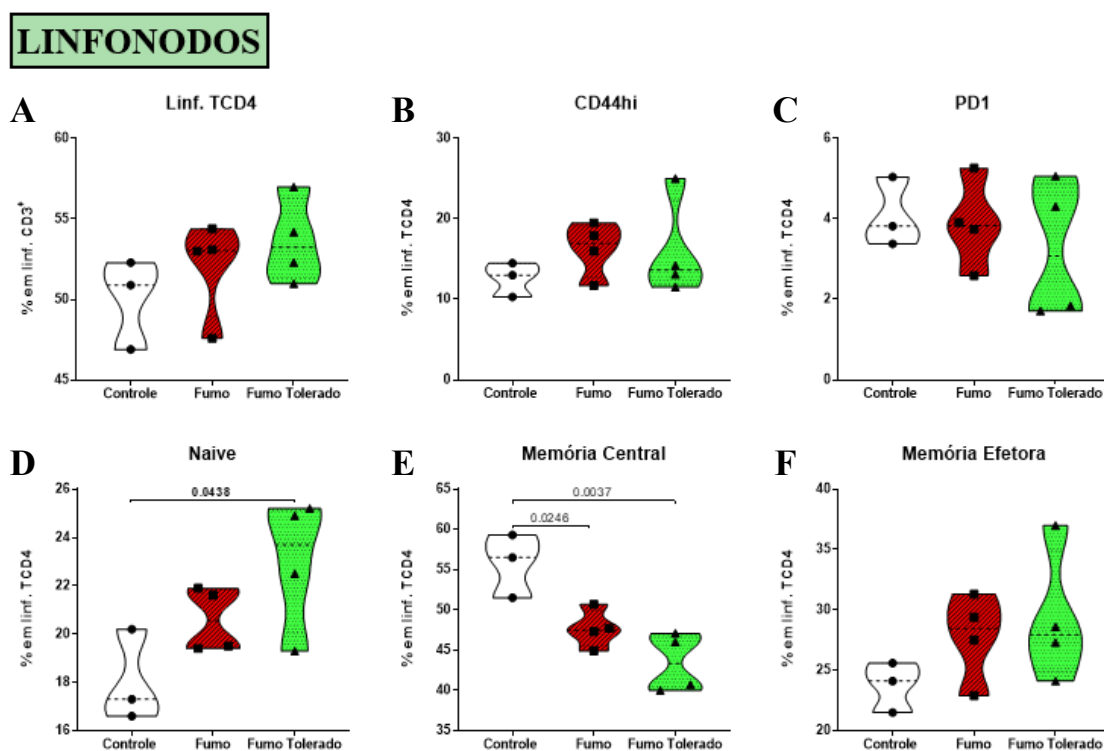 LINFONODOS
A
Linf. TCD4
% em linf. CD3+
60
55
50
45
Controle Fumo Fumo Tolerado
B
CD44hi
% em linf. TCD4
30
20
10
0
Controle Fumo Fumo Tolerado
C
PD1
% em linf. TCD4
6
4
2
0
Controle Fumo Fumo Tolerado
D
Naive
% em linf. TCD4
26
24
22
20
18
16
0.0438
Controle Fumo Fumo Tolerado
E
Memória Central
% em linf. TCD4
65
60
55
50
45
40
35
0.0037
0.0246
Controle Fumo Fumo Tolerado
F
Memória Efetora
% em linf. TCD4
40
35
30
25
20
Controle Fumo Fumo Tolerado